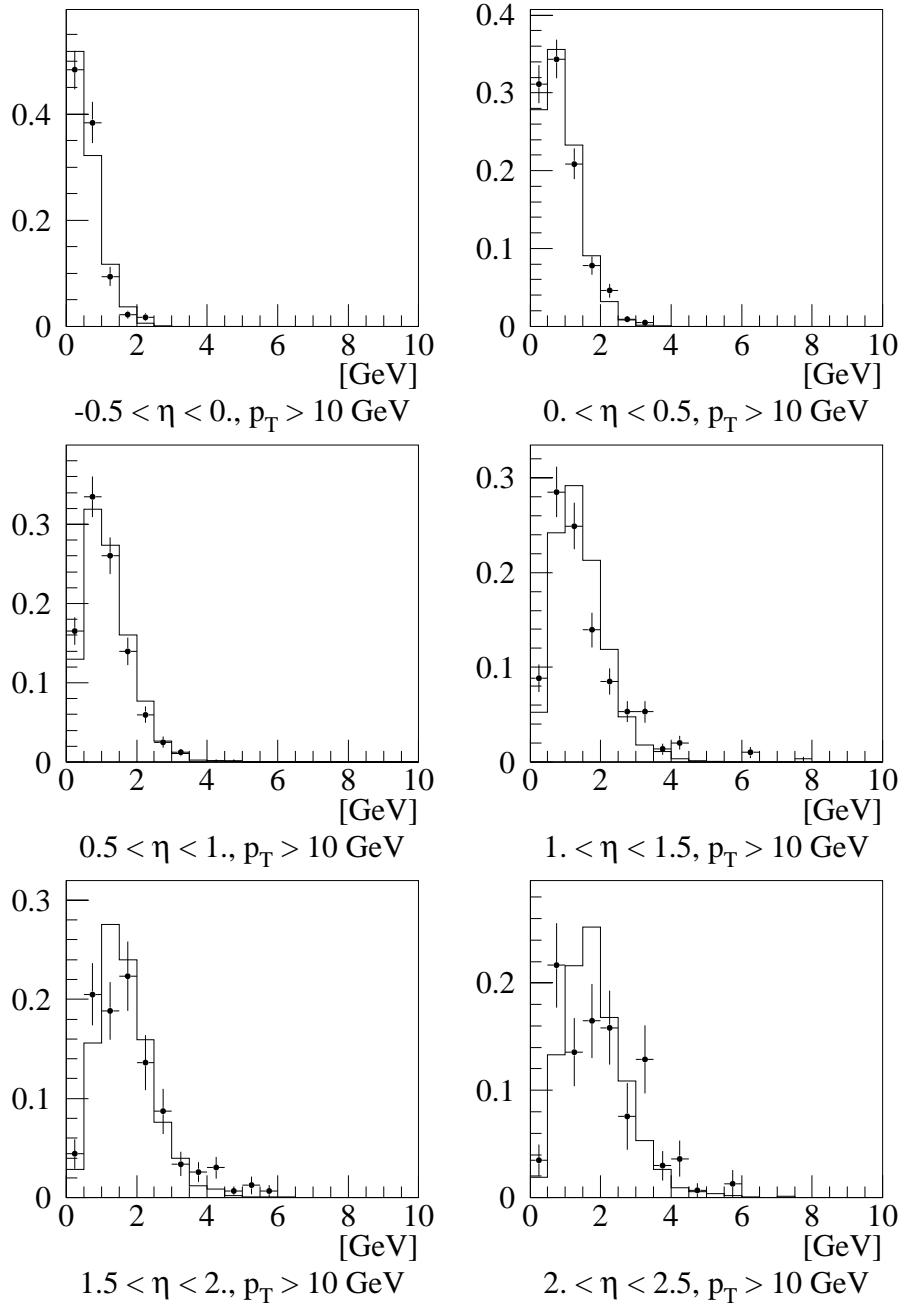 0.4
0.2
0
0 2 4 6 8 10
[GeV]
-0.5 < η < 0., p_T > 10 GeV
0.4
0.3
0.2
0.1
0
0 2 4 6 8 10
[GeV]
0. < η < 0.5, p_T > 10 GeV
0.3
0.2
0.1
0
0 2 4 6 8 10
[GeV]
0.5 < η < 1., p_T > 10 GeV
0.3
0.2
0.1
0
0 2 4 6 8 10
[GeV]
1. < η < 1.5, p_T > 10 GeV
0.3
0.2
0.1
0
0 2 4 6 8 10
[GeV]
1.5 < η < 2., p_T > 10 GeV
0.2
0.1
0
0 2 4 6 8 10
[GeV]
2. < η < 2.5, p_T > 10 GeV